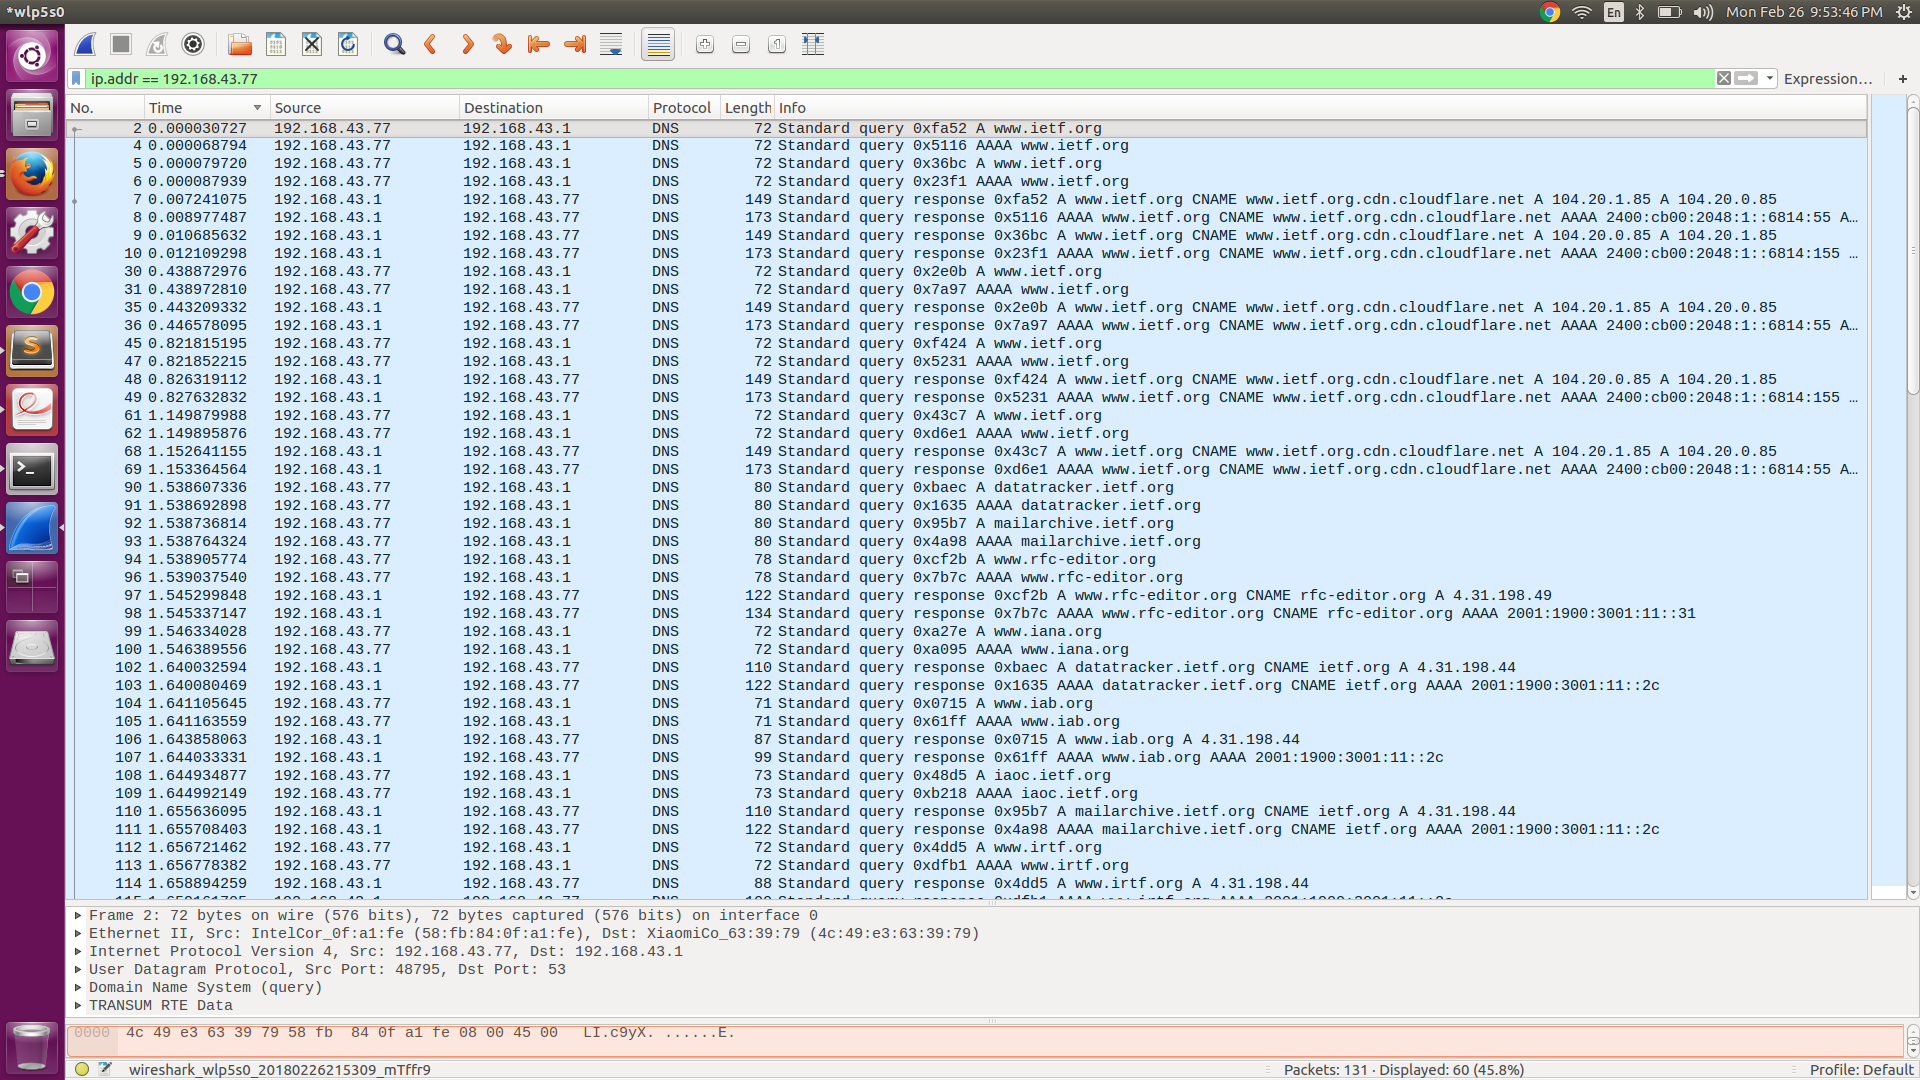 *wlp5s0 En Mon Feb 26 9:53:46 PM
ip.addr == 192.168.43.77 Expression… +
No. Time Source Destination Protocol Length Info
2 0.000030727 192.168.43.77 192.168.43.1 DNS 72 Standard query 0xfa52 A www.ietf.org
4 0.000068794 192.168.43.77 192.168.43.1 DNS 72 Standard query 0x5116 AAAA www.ietf.org
5 0.000079720 192.168.43.77 192.168.43.1 DNS 72 Standard query 0x36bc A www.ietf.org
6 0.000087939 192.168.43.77 192.168.43.1 DNS 72 Standard query 0x23f1 AAAA www.ietf.org
7 0.007241075 192.168.43.1 192.168.43.77 DNS 149 Standard query response 0xfa52 A www.ietf.org CNAME www.ietf.org.cdn.cloudflare.net A 104.20.1.85 A 104.20.0.85
8 0.008977487 192.168.43.1 192.168.43.77 DNS 173 Standard query response 0x5116 AAAA www.ietf.org CNAME www.ietf.org.cdn.cloudflare.net AAAA 2400:cb00:2048:1::6814:55 A…
9 0.010685632 192.168.43.1 192.168.43.77 DNS 149 Standard query response 0x36bc A www.ietf.org CNAME www.ietf.org.cdn.cloudflare.net A 104.20.0.85 A 104.20.1.85
10 0.012109298 192.168.43.1 192.168.43.77 DNS 173 Standard query response 0x23f1 AAAA www.ietf.org CNAME www.ietf.org.cdn.cloudflare.net AAAA 2400:cb00:2048:1::6814:155 …
30 0.438872976 192.168.43.77 192.168.43.1 DNS 72 Standard query 0x2e0b A www.ietf.org
31 0.438972810 192.168.43.77 192.168.43.1 DNS 72 Standard query 0x7a97 AAAA www.ietf.org
35 0.443209332 192.168.43.1 192.168.43.77 DNS 149 Standard query response 0x2e0b A www.ietf.org CNAME www.ietf.org.cdn.cloudflare.net A 104.20.1.85 A 104.20.0.85
36 0.446578095 192.168.43.1 192.168.43.77 DNS 173 Standard query response 0x7a97 AAAA www.ietf.org CNAME www.ietf.org.cdn.cloudflare.net AAAA 2400:cb00:2048:1::6814:55 A…
45 0.821815195 192.168.43.77 192.168.43.1 DNS 72 Standard query 0xf424 A www.ietf.org
47 0.821852215 192.168.43.77 192.168.43.1 DNS 72 Standard query 0x5231 AAAA www.ietf.org
48 0.826319112 192.168.43.1 192.168.43.77 DNS 149 Standard query response 0xf424 A www.ietf.org CNAME www.ietf.org.cdn.cloudflare.net A 104.20.0.85 A 104.20.1.85
49 0.827632832 192.168.43.1 192.168.43.77 DNS 173 Standard query response 0x5231 AAAA www.ietf.org CNAME www.ietf.org.cdn.cloudflare.net AAAA 2400:cb00:2048:1::6814:155 …
61 1.149879988 192.168.43.77 192.168.43.1 DNS 72 Standard query 0x43c7 A www.ietf.org
62 1.149895876 192.168.43.77 192.168.43.1 DNS 72 Standard query 0xd6e1 AAAA www.ietf.org
68 1.152641155 192.168.43.1 192.168.43.77 DNS 149 Standard query response 0x43c7 A www.ietf.org CNAME www.ietf.org.cdn.cloudflare.net A 104.20.1.85 A 104.20.0.85
69 1.153364564 192.168.43.1 192.168.43.77 DNS 173 Standard query response 0xd6e1 AAAA www.ietf.org CNAME www.ietf.org.cdn.cloudflare.net AAAA 2400:cb00:2048:1::6814:55 A…
90 1.538607336 192.168.43.77 192.168.43.1 DNS 80 Standard query 0xbaec A datatracker.ietf.org
91 1.538692898 192.168.43.77 192.168.43.1 DNS 80 Standard query 0x1635 AAAA datatracker.ietf.org
92 1.538736814 192.168.43.77 192.168.43.1 DNS 80 Standard query 0x95b7 A mailarchive.ietf.org
93 1.538764324 192.168.43.77 192.168.43.1 DNS 80 Standard query 0x4a98 AAAA mailarchive.ietf.org
94 1.538905774 192.168.43.77 192.168.43.1 DNS 78 Standard query 0xcf2b A www.rfc-editor.org
96 1.539037540 192.168.43.77 192.168.43.1 DNS 78 Standard query 0x7b7c AAAA www.rfc-editor.org
97 1.545299848 192.168.43.1 192.168.43.77 DNS 122 Standard query response 0xcf2b A www.rfc-editor.org CNAME rfc-editor.org A 4.31.198.49
98 1.545337147 192.168.43.1 192.168.43.77 DNS 134 Standard query response 0x7b7c AAAA www.rfc-editor.org CNAME rfc-editor.org AAAA 2001:1900:3001:11::31
99 1.546334028 192.168.43.77 192.168.43.1 DNS 72 Standard query 0xa27e A www.iana.org
100 1.546389556 192.168.43.77 192.168.43.1 DNS 72 Standard query 0xa095 AAAA www.iana.org
102 1.640032594 192.168.43.1 192.168.43.77 DNS 110 Standard query response 0xbaec A datatracker.ietf.org CNAME ietf.org A 4.31.198.44
103 1.640080469 192.168.43.1 192.168.43.77 DNS 122 Standard query response 0x1635 AAAA datatracker.ietf.org CNAME ietf.org AAAA 2001:1900:3001:11::2c
104 1.641105645 192.168.43.77 192.168.43.1 DNS 71 Standard query 0x0715 A www.iab.org
105 1.641163559 192.168.43.77 192.168.43.1 DNS 71 Standard query 0x61ff AAAA www.iab.org
106 1.643858063 192.168.43.1 192.168.43.77 DNS 87 Standard query response 0x0715 A www.iab.org A 4.31.198.44
107 1.644033331 192.168.43.1 192.168.43.77 DNS 99 Standard query response 0x61ff AAAA www.iab.org AAAA 2001:1900:3001:11::2c
108 1.644934877 192.168.43.77 192.168.43.1 DNS 73 Standard query 0x48d5 A iaoc.ietf.org
109 1.644992149 192.168.43.77 192.168.43.1 DNS 73 Standard query 0xb218 AAAA iaoc.ietf.org
110 1.655636095 192.168.43.1 192.168.43.77 DNS 110 Standard query response 0x95b7 A mailarchive.ietf.org CNAME ietf.org A 4.31.198.44
111 1.655708403 192.168.43.1 192.168.43.77 DNS 122 Standard query response 0x4a98 AAAA mailarchive.ietf.org CNAME ietf.org AAAA 2001:1900:3001:11::2c
112 1.656721462 192.168.43.77 192.168.43.1 DNS 72 Standard query 0x4dd5 A www.irtf.org
113 1.656778382 192.168.43.77 192.168.43.1 DNS 72 Standard query 0xdfb1 AAAA www.irtf.org
114 1.658894259 192.168.43.1 192.168.43.77 DNS 88 Standard query response 0x4dd5 A www.irtf.org A 4.31.198.44
Frame 2: 72 bytes on wire (576 bits), 72 bytes captured (576 bits) on interface 0
Ethernet II, Src: IntelCor_0f:a1:fe (58:fb:84:0f:a1:fe), Dst: XiaomiCo_63:39:79 (4c:49:e3:63:39:79)
Internet Protocol Version 4, Src: 192.168.43.77, Dst: 192.168.43.1
User Datagram Protocol, Src Port: 48795, Dst Port: 53
Domain Name System (query)
TRANSUM RTE Data
0000 4c 49 e3 63 39 79 58 fb 84 0f a1 fe 08 00 45 00 LI.c9yX. ......E.
wireshark_wlp5s0_20180226215309_mTffr9 Packets: 131 · Displayed: 60 (45.8%) Profile: Default